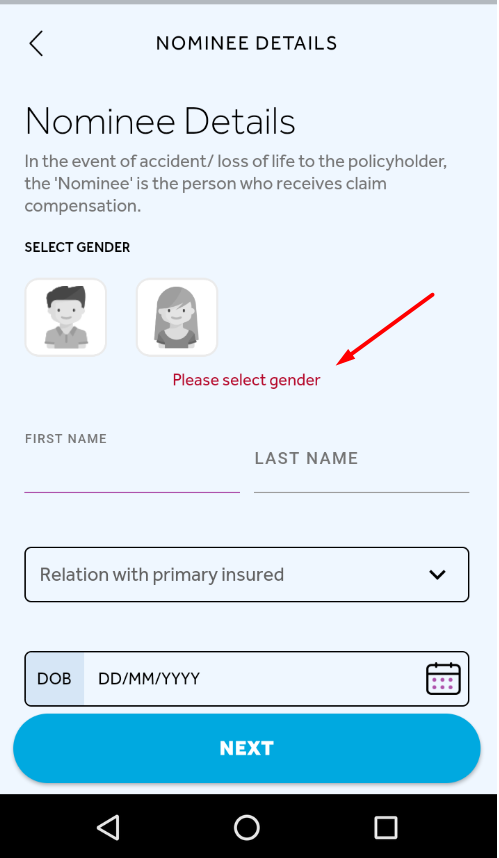 NOMINEE DETAILS
Nominee Details
In the event of accident/ loss of life to the policyholder,
the 'Nominee' is the person who receives claim
compensation.
SELECT GENDER
Please select gender
FIRST NAME
LAST NAME
Relation with primary insured
DOB DD/MM/YYYY
NEXT